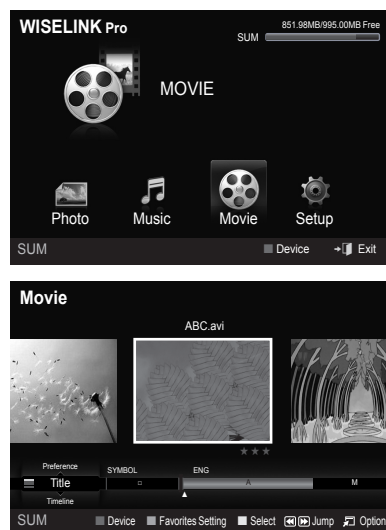 WISELINK Pro
851.98MB/995.00MB Free
SUM
MOVIE
Photo Music Movie Setup
SUM Device Exit
Movie
ABC.avi
Preference
SYMBOL ENG
Title A M
Timeline
SUM Device Favorites Setting Select Jump Option